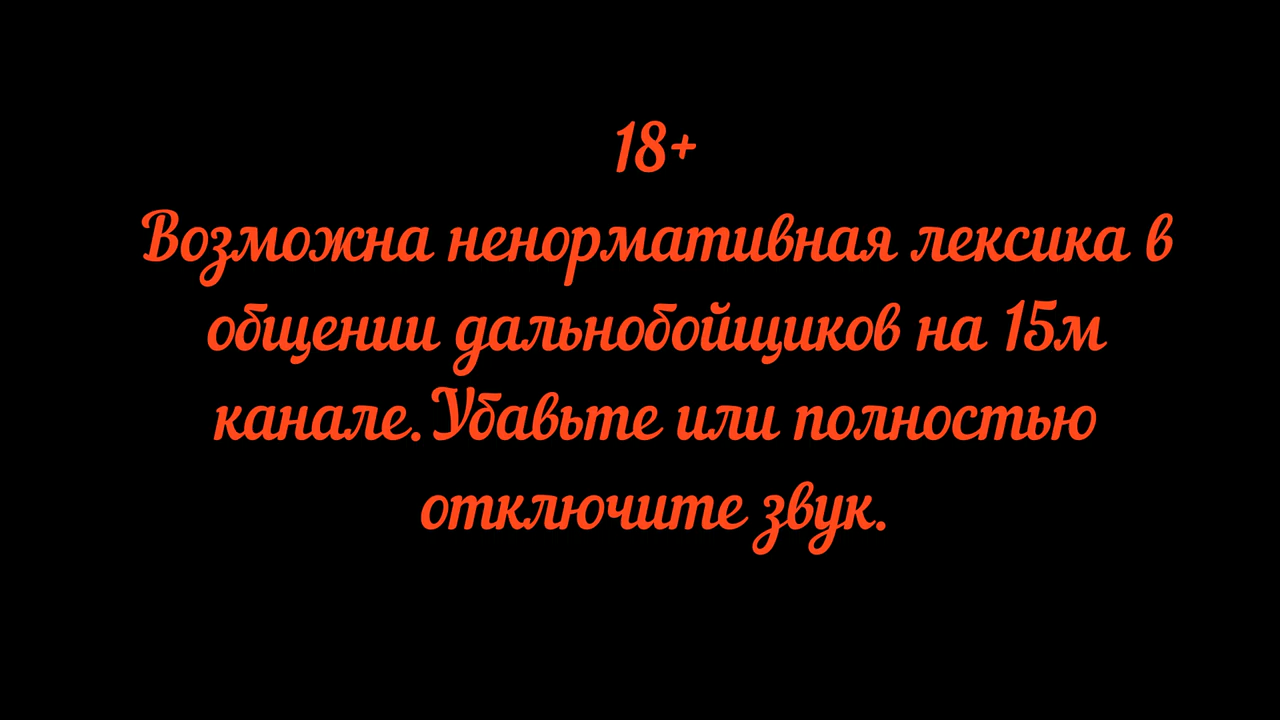 18+
Возможна ненормативная лексика в
общении дальнобойщиков на 15м
канале. Убавьте или полностью
отключите звук.